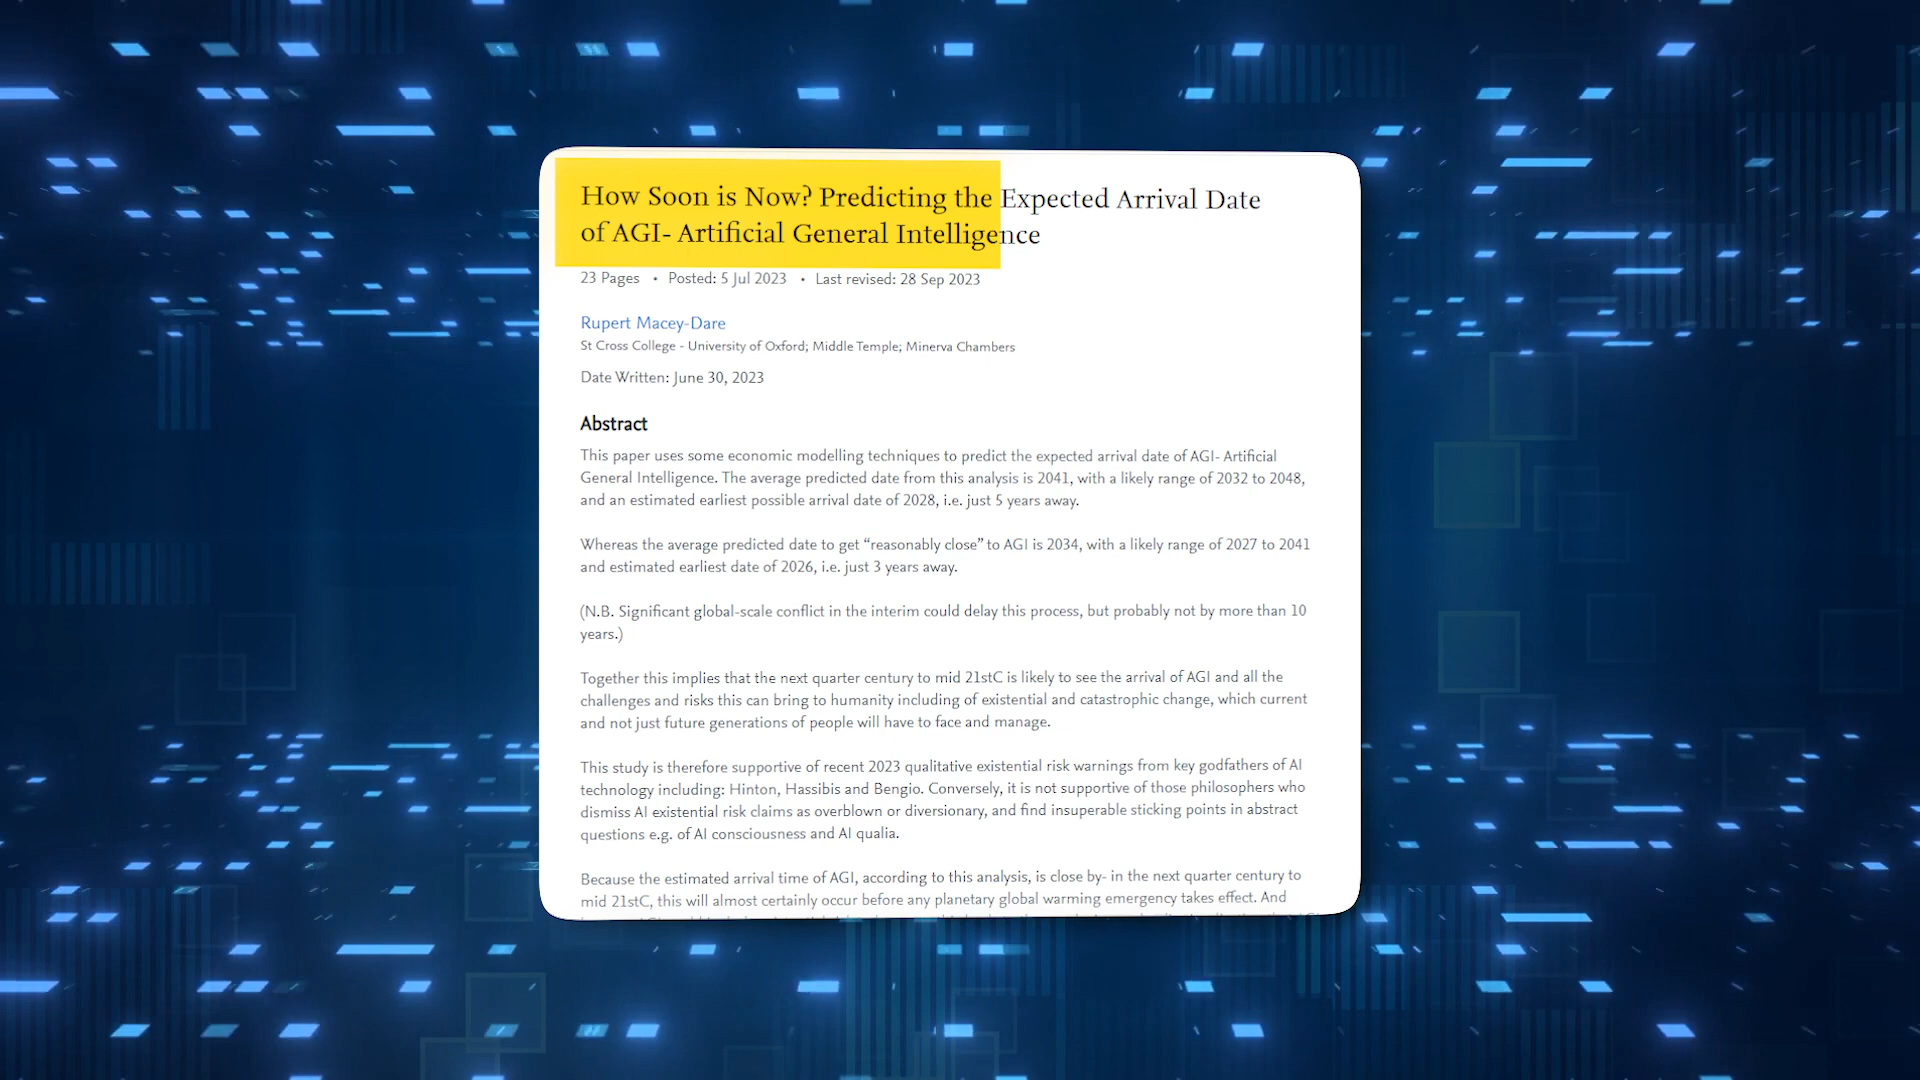 How Soon is Now? Predicting the Expected Arrival Date
of AGI- Artificial General Intelligence
23 Pages • Posted: 5 Jul 2023 • Last revised: 28 Sep 2023
Rupert Macey-Dare
St Cross College - University of Oxford; Middle Temple; Minerva Chambers
Date Written: June 30, 2023
Abstract
This paper uses some economic modelling techniques to predict the expected arrival date of AGI- Artificial
General Intelligence. The average predicted date from this analysis is 2041, with a likely range of 2032 to 2048,
and an estimated earliest possible arrival date of 2028, i.e. just 5 years away.
Whereas the average predicted date to get “reasonably close” to AGI is 2034, with a likely range of 2027 to 2041
and estimated earliest date of 2026, i.e. just 3 years away.
(N.B. Significant global-scale conflict in the interim could delay this process, but probably not by more than 10
years.)
Together this implies that the next quarter century to mid 21stC is likely to see the arrival of AGI and all the
challenges and risks this can bring to humanity including of existential and catastrophic change, which current
and not just future generations of people will have to face and manage.
This study is therefore supportive of recent 2023 qualitative existential risk warnings from key godfathers of AI
technology including: Hinton, Hassibis and Bengio. Conversely, it is not supportive of those philosophers who
dismiss AI existential risk claims as overblown or diversionary, and find insuperable sticking points in abstract
questions e.g. of AI consciousness and AI qualia.
Because the estimated arrival time of AGI, according to this analysis, is close by- in the next quarter century to
mid 21stC, this will almost certainly occur before any planetary global warming emergency takes effect. And